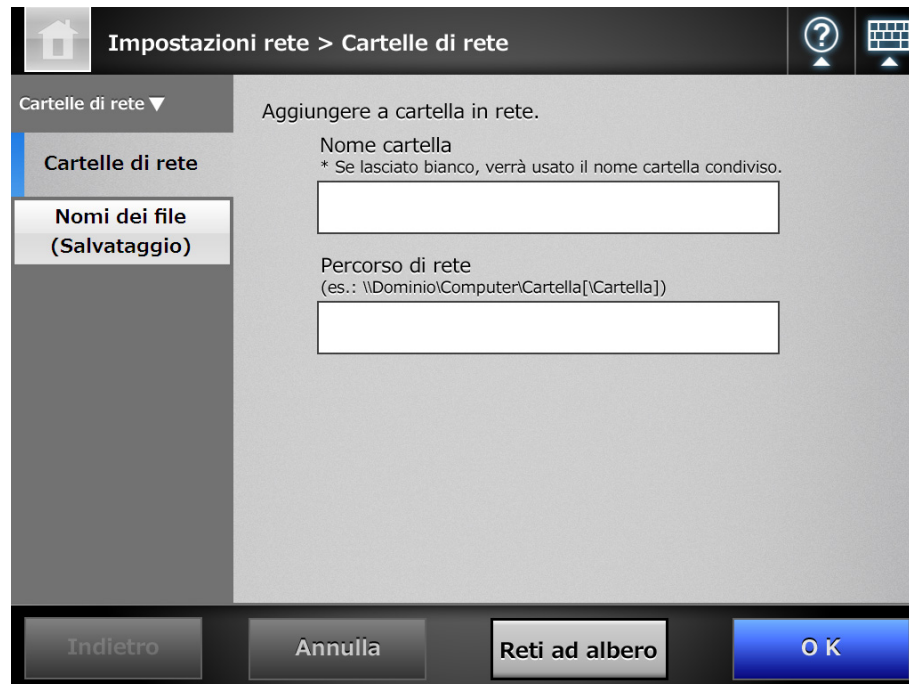 Impostazioni rete > Cartelle di rete
?
Cartelle di rete ▼
Cartelle di rete
Nomi dei file
(Salvataggio)
Aggiungere a cartella in rete.
Nome cartella
* Se lasciato bianco, verrà usato il nome cartella condiviso.
Percorso di rete
(es.: \\Dominio\Computer\Cartella[\Cartella])
Indietro
Annulla
Reti ad albero
O K